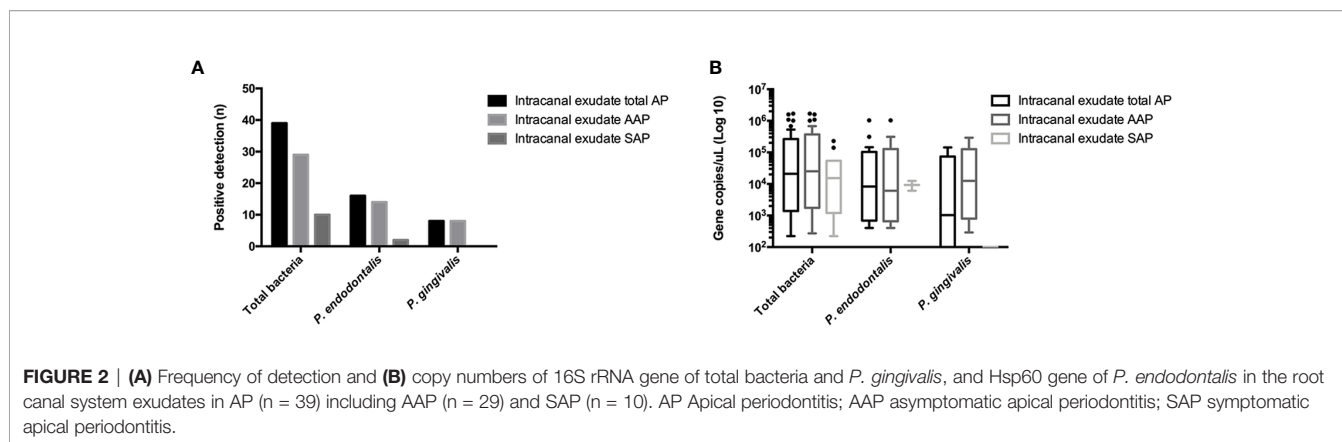 A
50
40
30
20
10
0
Positive detection (n)
Total bacteria
P. endodontalis
P. gingivalis
Intracanal exudate total AP
Intracanal exudate AAP
Intracanal exudate SAP
B
10⁷
10⁶
10⁵
10⁴
10³
10²
Gene copies/uL (Log 10)
Total bacteria
P. endodontalis
P. gingivalis
Intracanal exudate total AP
Intracanal exudate AAP
Intracanal exudate SAP
FIGURE 2 | (A) Frequency of detection and (B) copy numbers of 16S rRNA gene of total bacteria and P. gingivalis, and Hsp60 gene of P. endodontalis in the root
canal system exudates in AP (n = 39) including AAP (n = 29) and SAP (n = 10). AP Apical periodontitis; AAP asymptomatic apical periodontitis; SAP symptomatic
apical periodontitis.